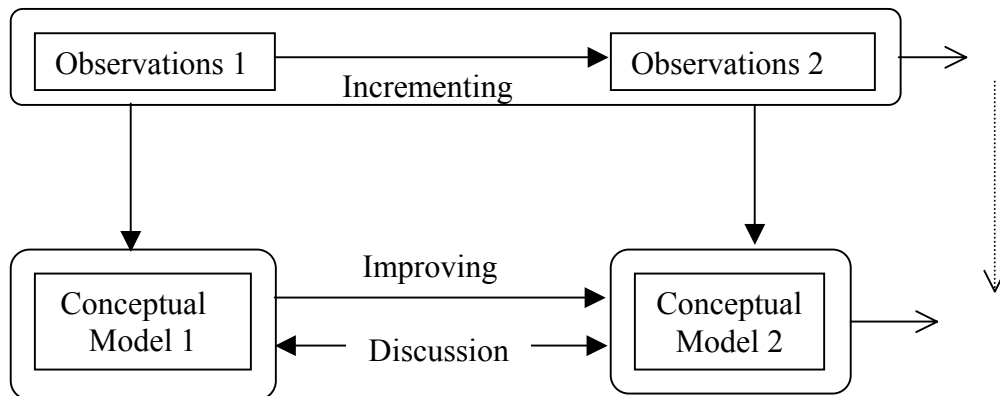 Observations 1
Observations 2
Incrementing
Improving
Conceptual
Model 1
Conceptual
Model 2
Discussion